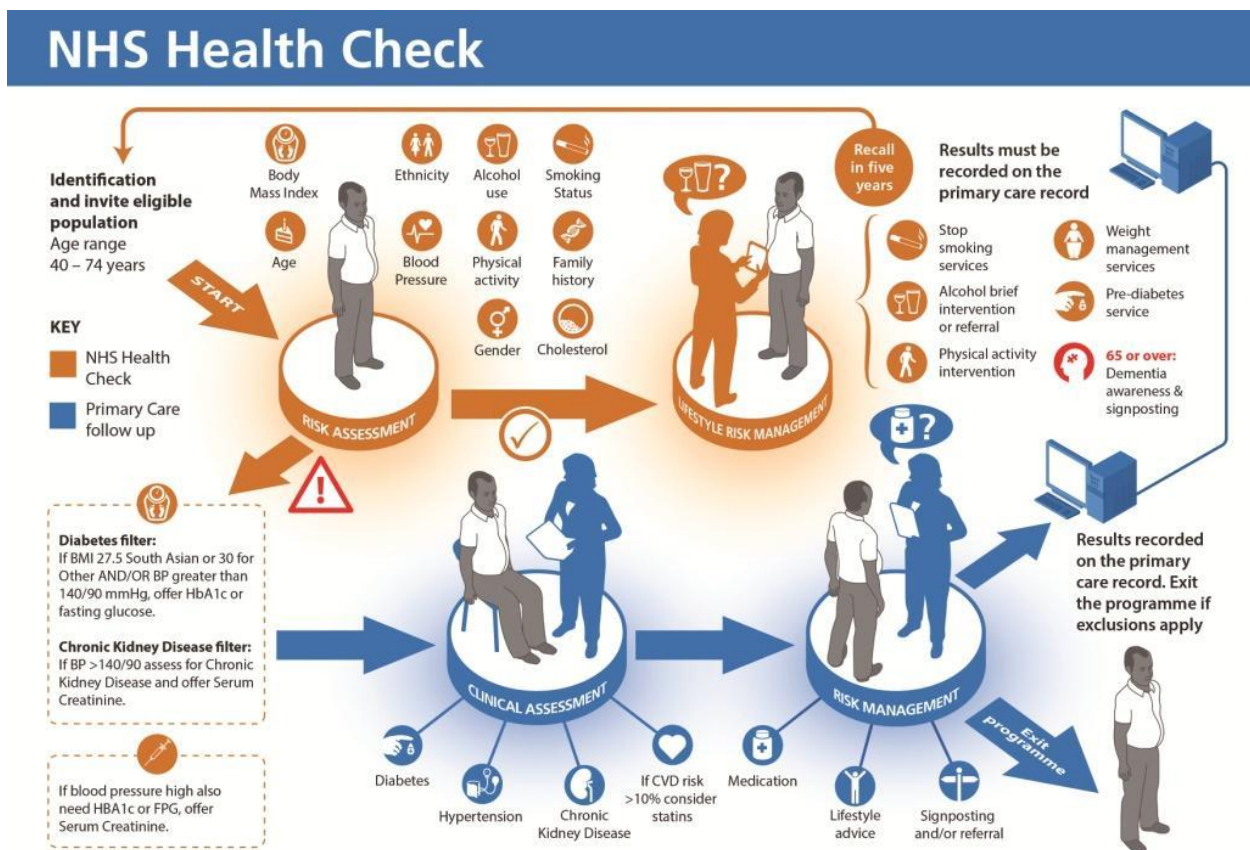 NHS Health Check
Identification
and invite eligible
population
Age range
40 – 74 years
START
KEY
NHS Health
Check
Primary Care
follow up
Body
Mass Index
Ethnicity
Alcohol
use
Smoking
Status
Age
Blood
Pressure
Physical
activity
Family
history
Gender
Cholesterol
RISK ASSESSMENT
?
LIFESTYLE RISK MANAGEMENT
Recall
in five
years
Results must be
recorded on the
primary care record
Stop
smoking
services
Alcohol brief
intervention
or referral
Physical activity
intervention
Weight
management
services
Pre-diabetes
service
65 or over:
Dementia
awareness &
signposting
!
Diabetes filter:
If BMI 27.5 South Asian or 30 for
Other AND/OR BP greater than
140/90 mmHg, offer HbA1c or
fasting glucose.
Chronic Kidney Disease filter:
If BP >140/90 assess for Chronic
Kidney Disease and offer Serum
Creatinine.
If blood pressure high also
need HBA1c or FPG, offer
Serum Creatinine.
CLINICAL ASSESSMENT
Diabetes
Hypertension
Chronic
Kidney Disease
If CVD risk
>10% consider
statins
?
RISK MANAGEMENT
Medication
Lifestyle
advice
Signposting
and/or referral
Results recorded
on the primary
care record. Exit
the programme if
exclusions apply
Exit
programme